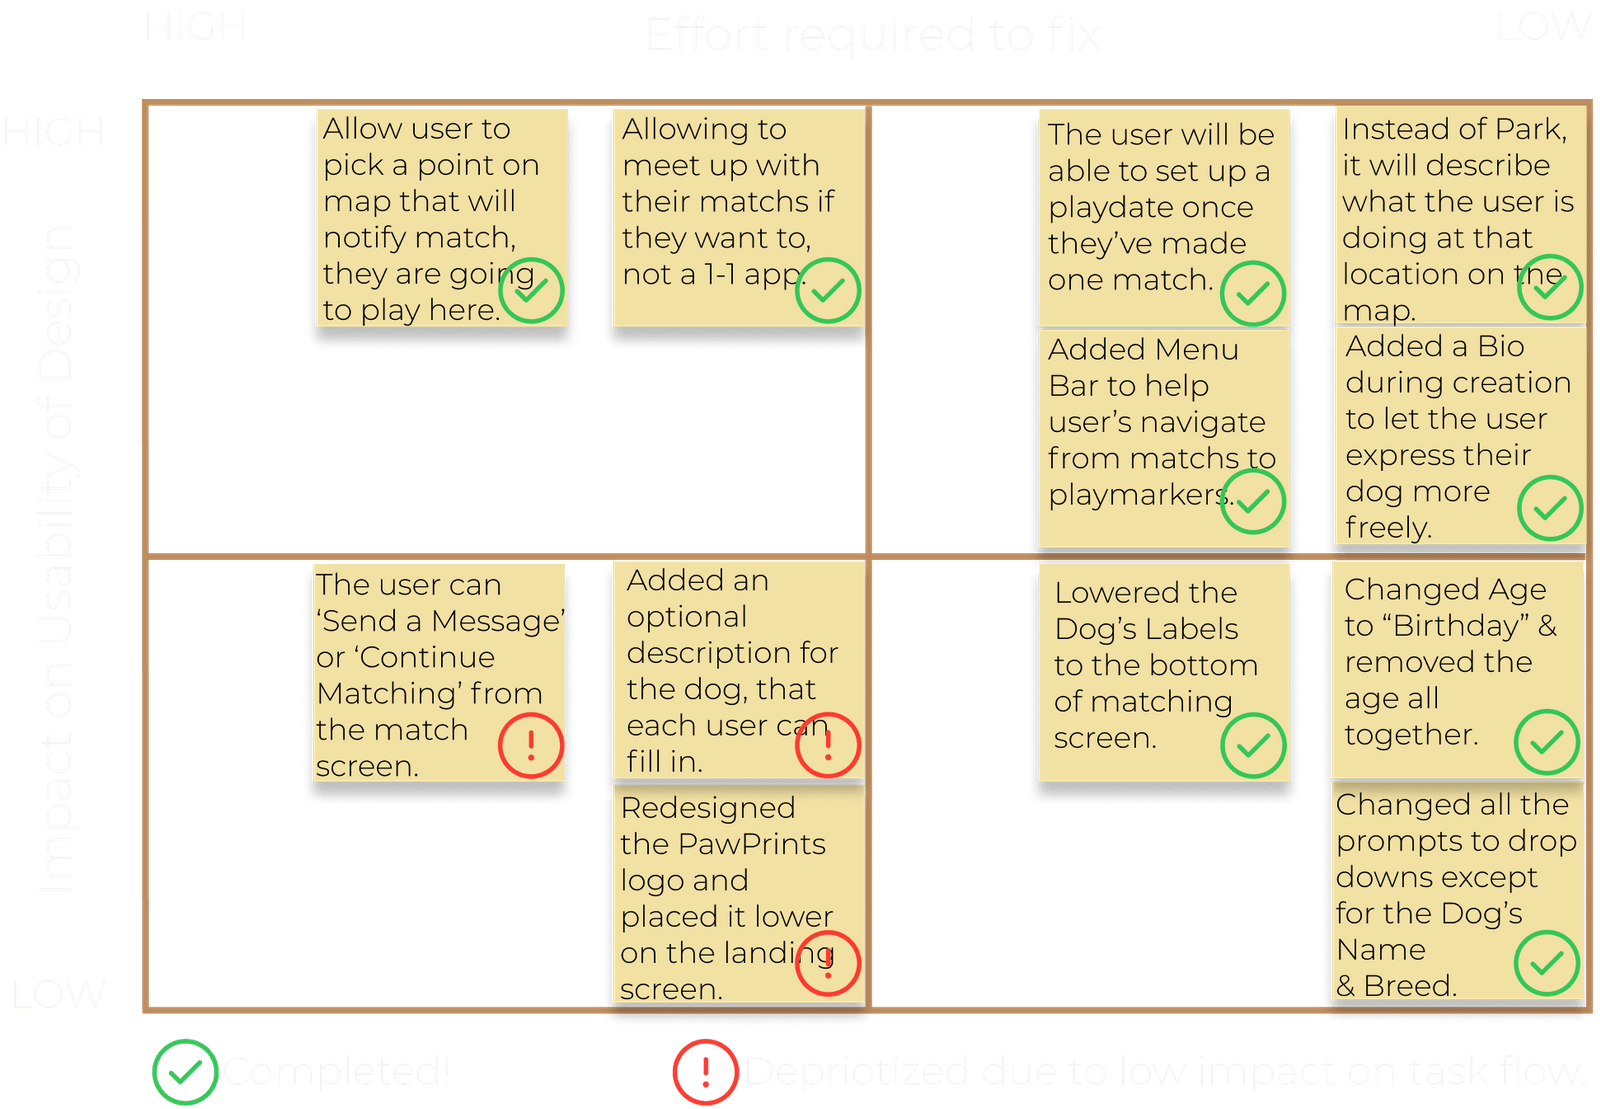 HIGH
Effort required to fix
LOW
HIGH
Impact on Usability of Design
LOW
Allow user to
pick a point on
map that will
notify match,
they are going
to play here.
Allowing to
meet up with
their matchs if
they want to,
not a 1-1 app.
The user will be
able to set up a
playdate once
they’ve made
one match.
Instead of Park,
it will describe
what the user is
doing at that
location on the
map.
Added Menu
Bar to help
user’s navigate
from matchs to
playmarkers.
Added a Bio
during creation
to let the user
express their
dog more
freely.
The user can
‘Send a Message’
or ‘Continue
Matching’ from
the match
screen.
Added an
optional
description for
the dog, that
each user can
fill in.
Redesigned
the PawPrints
logo and
placed it lower
on the landing
screen.
Lowered the
Dog’s Labels
to the bottom
of matching
screen.
Changed Age
to “Birthday” &
removed the
age all
together.
Changed all the
prompts to drop
downs except
for the Dog’s
Name
& Breed.
Completed!
Depriotized due to low impact on task flow.